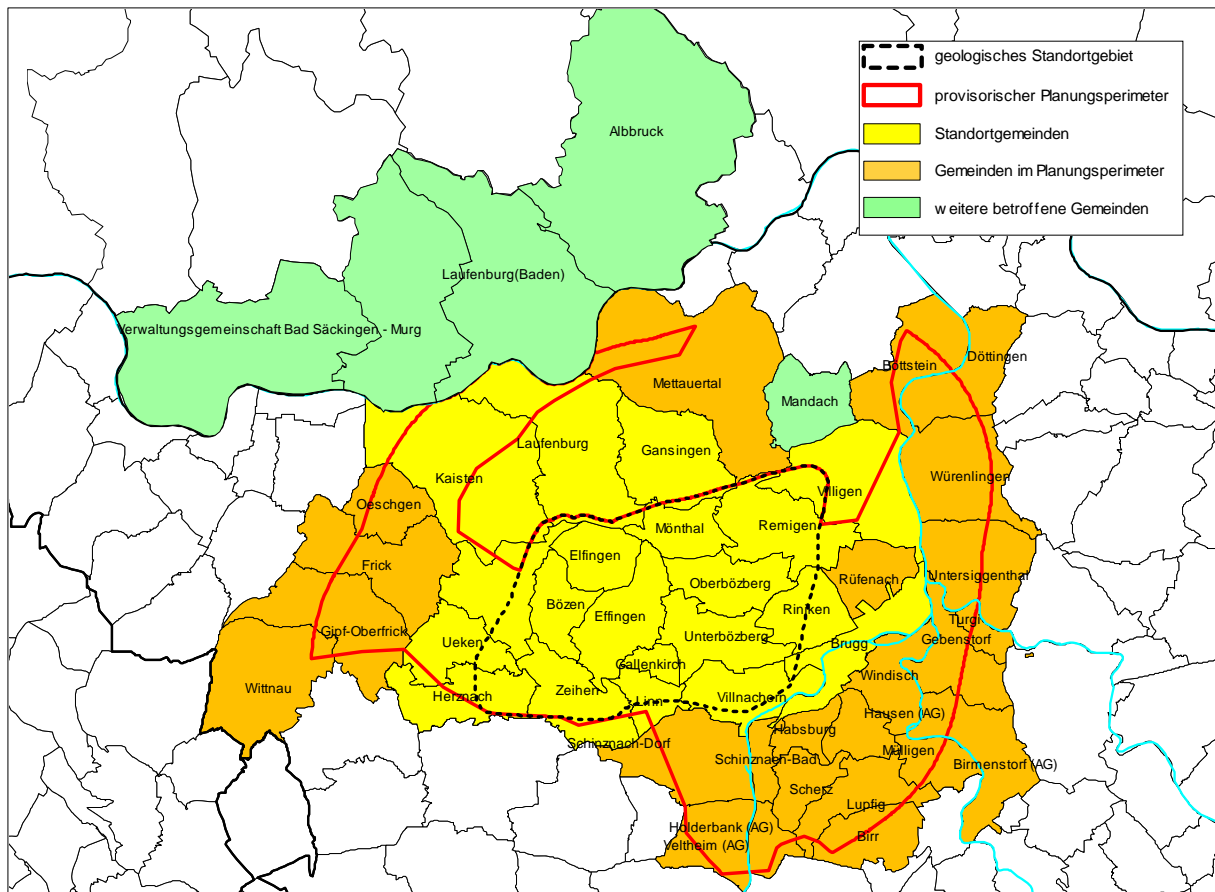 geologisches Standortgebiet
provisorischer Planungsperimeter
Standortgemeinden
Gemeinden im Planungsperimeter
weitere betroffene Gemeinden
Albbruck
Laufenburg(Baden)
Verwaltungsgemeinschaft Bad Säckingen - Murg
Mettauertal
Böttstein
Döttingen
Mandach
Laufenburg
Gansingen
Kaisten
Villigen
Würenlingen
Oeschgen
Mönthal
Remigen
Elfingen
Frick
Oberbözberg
Rüfenach
Untersiggenthal
Bözen
Effingen
Riniken
Turgi
Gipf-Oberfrick
Ueken
Unterbözberg
Brugg
Gebenstorf
Gallenkirch
Windisch
Wittnau
Herznach
Zeihen
Linn
Villnachern
Hausen (AG)
Habsburg
Schinznach-Dorf
Schinznach-Bad
Mülligen
Birmenstorf (AG)
Scherz
Lupfig
Holderbank (AG)
Birr
Veltheim (AG)